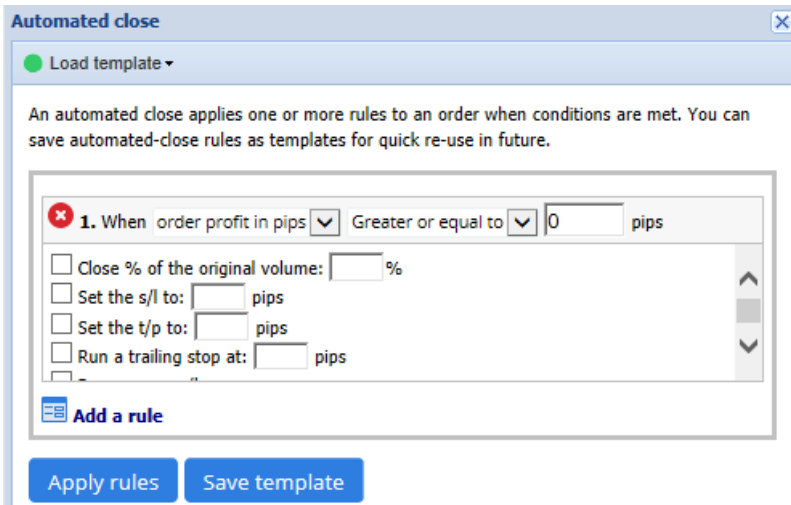 Automated close
Load template
An automated close applies one or more rules to an order when conditions are met. You can
save automated-close rules as templates for quick re-use in future.
1. When order profit in pips Greater or equal to 0 pips
Close % of the original volume: %
Set the s/l to: pips
Set the t/p to: pips
Run a trailing stop at: pips
Add a rule
Apply rules Save template